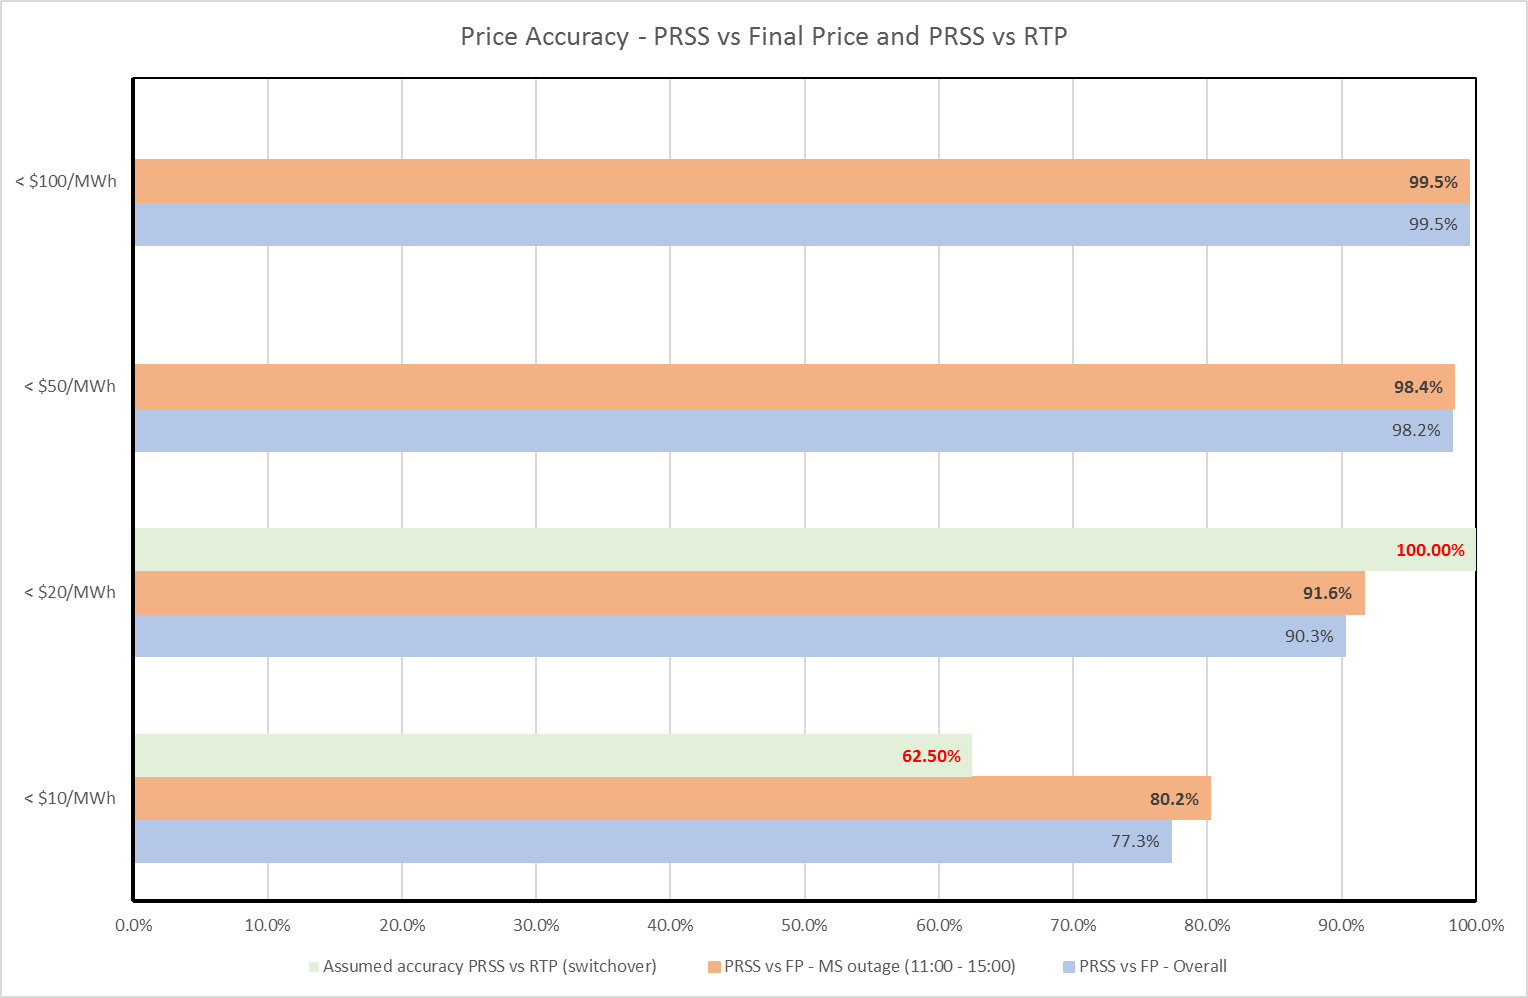 Price Accuracy - PRSS vs Final Price and PRSS vs RTP
< $100/MWh
99.5%
99.5%
< $50/MWh
98.4%
98.2%
100.00%
< $20/MWh
91.6%
90.3%
62.50%
< $10/MWh
80.2%
77.3%
0.0% 10.0% 20.0% 30.0% 40.0% 50.0% 60.0% 70.0% 80.0% 90.0% 100.0%
Assumed accuracy PRSS vs RTP (switchover) PRSS vs FP - MS outage (11:00 - 15:00) PRSS vs FP - Overall